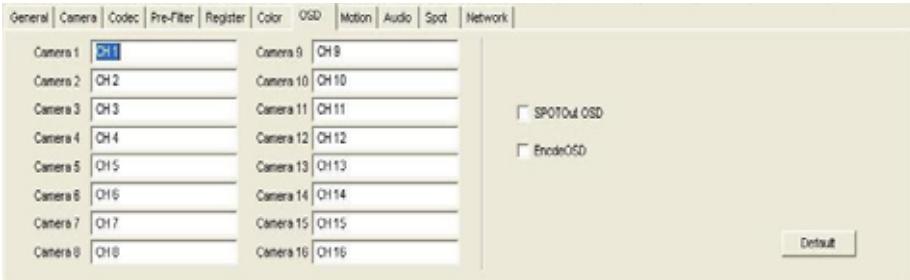 General Camera Codec Pre-Filter Register Color OSD Motion Audio Spot Network
Camera 1 CH 1 Camera 9 CH 9
Camera 2 CH 2 Camera 10 CH 10
Camera 3 CH 3 Camera 11 CH 11
Camera 4 CH 4 Camera 12 CH 12
Camera 5 CH 5 Camera 13 CH 13
Camera 6 CH 6 Camera 14 CH 14
Camera 7 CH 7 Camera 15 CH 15
Camera 8 CH 8 Camera 16 CH 16
SPOTOut OSD
EncodeOSD
Default